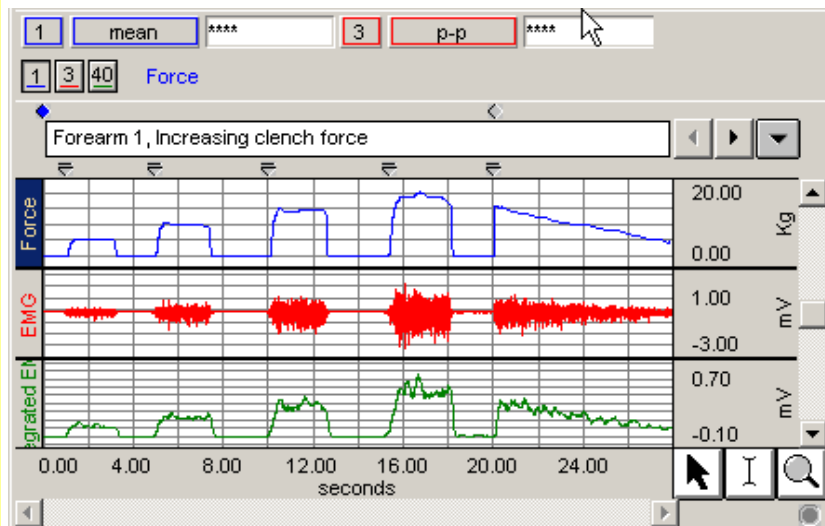 1 mean **** 3 p-p ****
1 3 40 Force
Forearm 1, Increasing clench force
Force
20.00
Kg
0.00
EMG
1.00
mV
-3.00
egrated EM
0.70
mV
-0.10
0.00 4.00 8.00 12.00 16.00 20.00 24.00
seconds